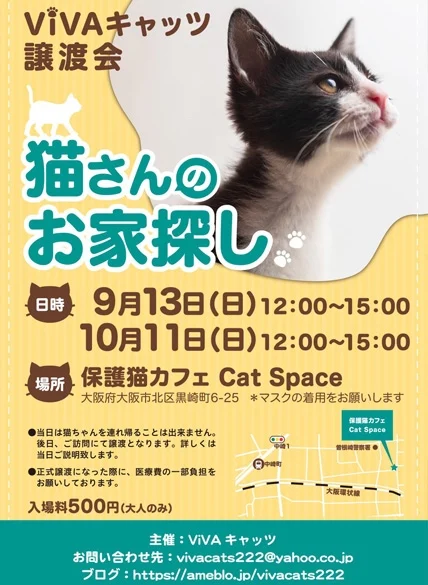 ViVAキャッツ
譲渡会
猫さんの
お家探し
日時
9月13日(日)12:00~15:00
10月11日(日)12:00~15:00
場所
保護猫カフェ Cat Space
大阪府大阪市北区黒崎町6-25 *マスクの着用をお願いします
●当日は猫ちゃんを連れ帰ることは出来ません。
後日、ご訪問にて譲渡となります。詳しくは
当日ご説明致します。
●正式譲渡になった際に、医療費の一部負担を
お願いしております。
入場料500円(大人のみ)
保護猫カフェ
Cat Space
中崎1
曽根崎警察署
中崎町
大阪環状線
主催:ViVA キャッツ
お問い合わせ先:vivacats222@yahoo.co.jp
ブログ:https://ameblo.jp/vivacats222